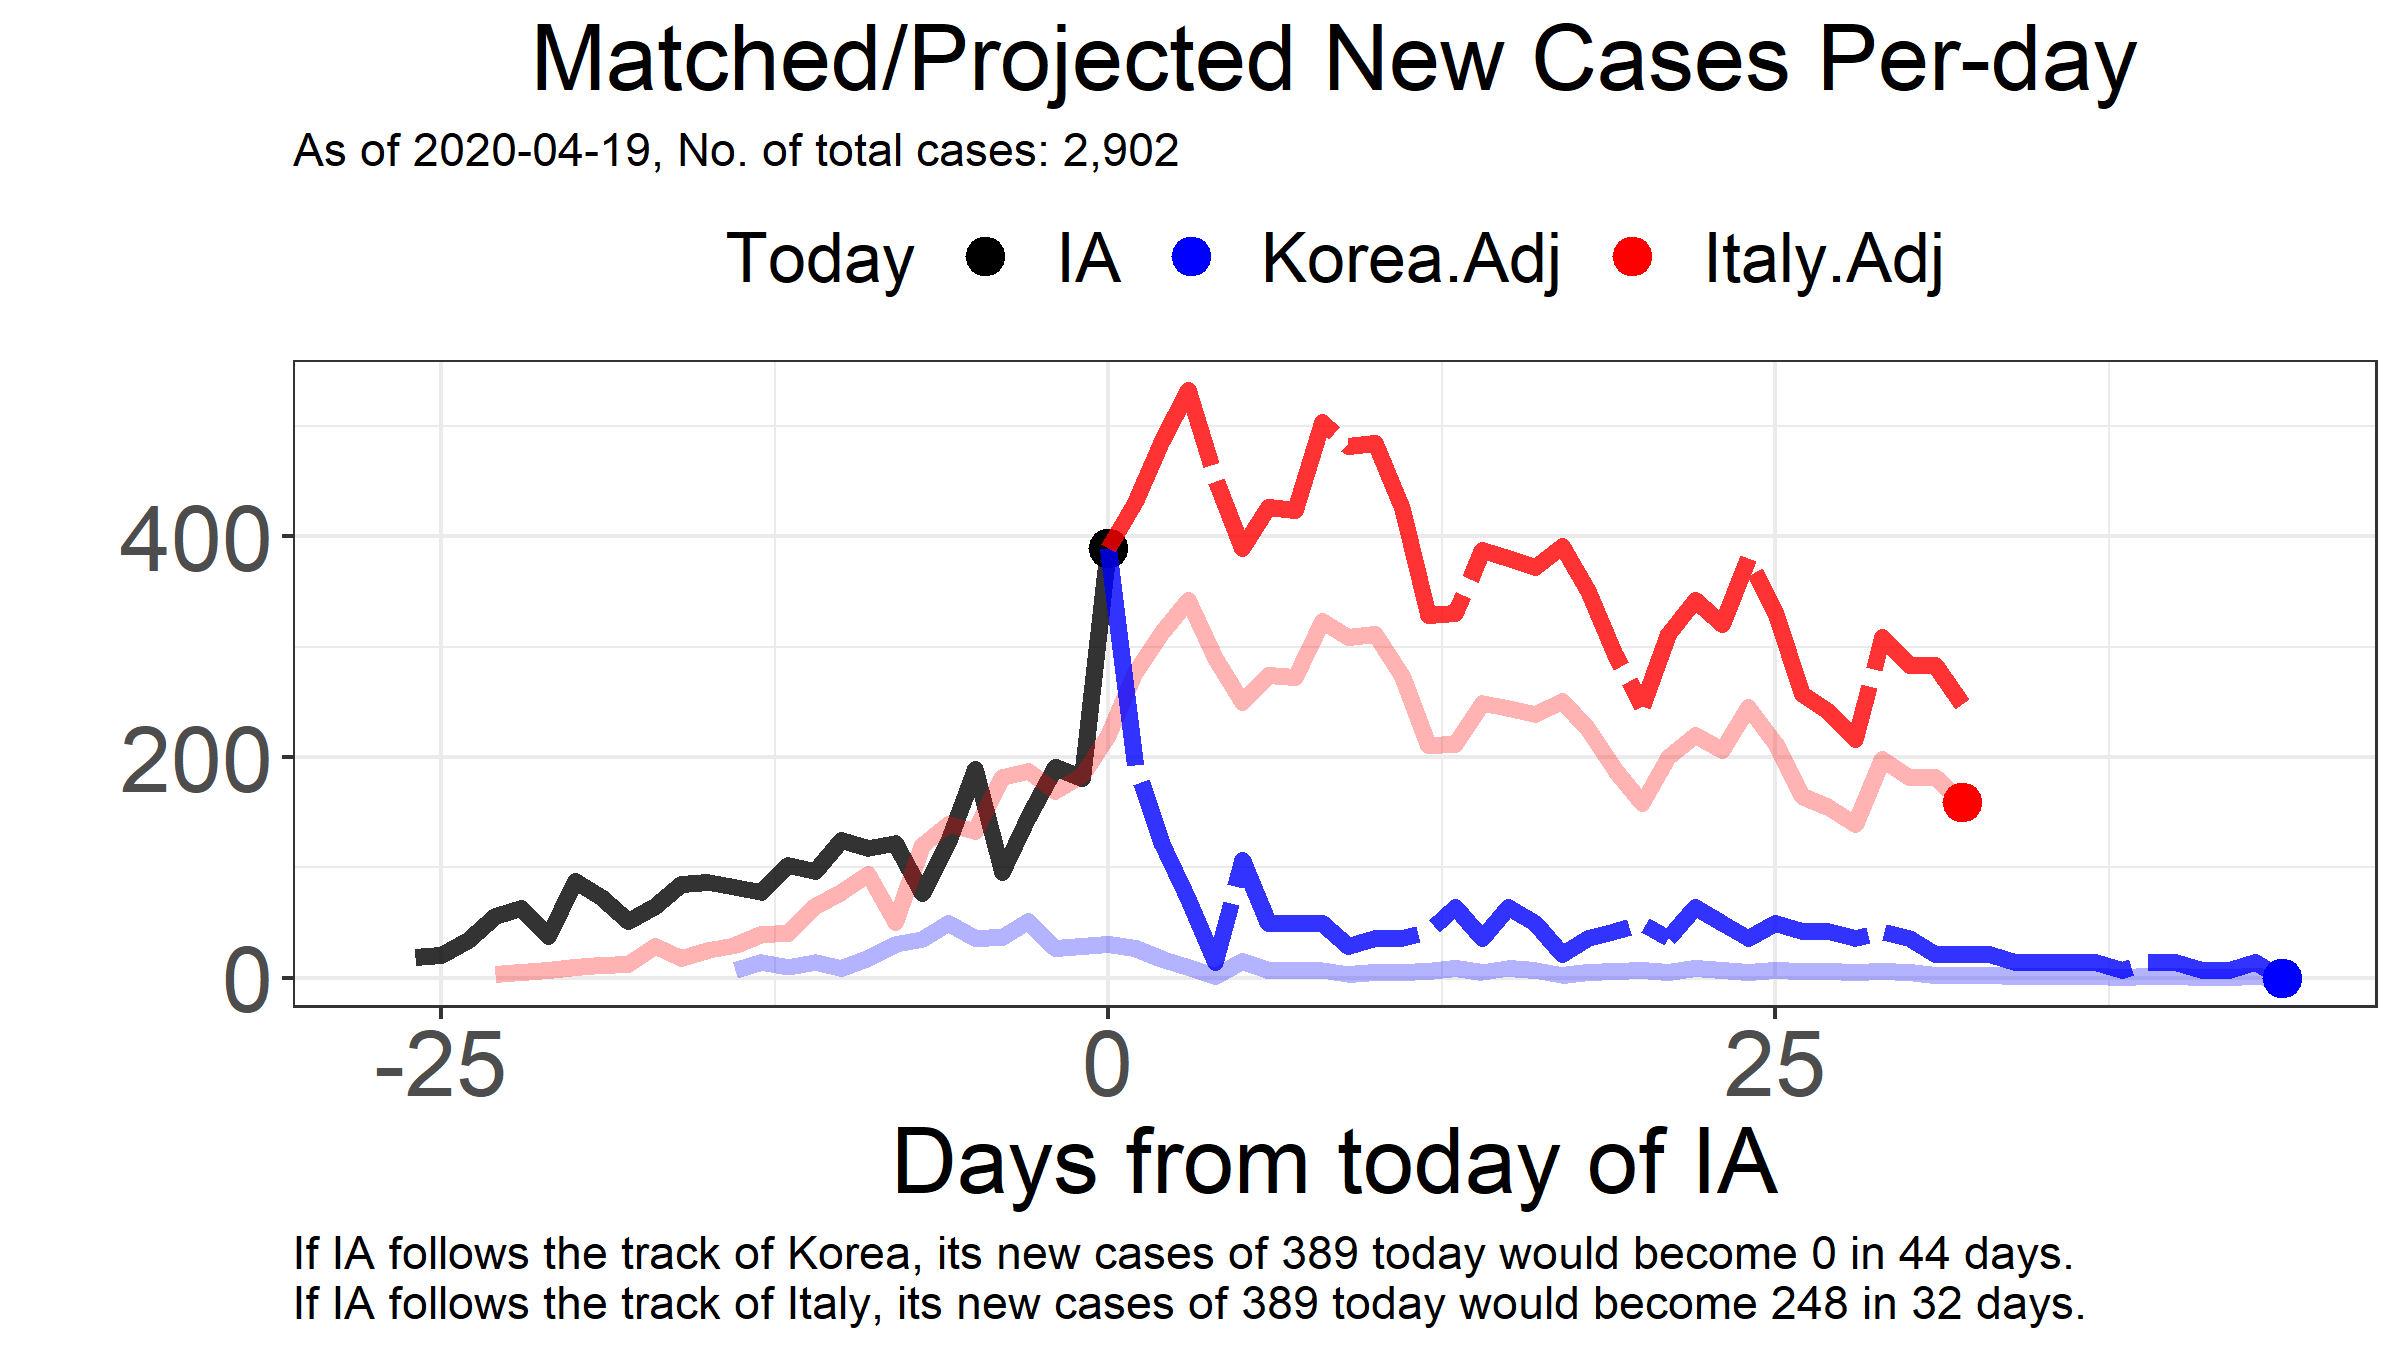 Matched/Projected New Cases Per-day
As of 2020-04-19, No. of total cases: 2,902
Today IA Korea.Adj Italy.Adj
400
200
0
-25 0 25
Days from today of IA
If IA follows the track of Korea, its new cases of 389 today would become 0 in 44 days.
If IA follows the track of Italy, its new cases of 389 today would become 248 in 32 days.